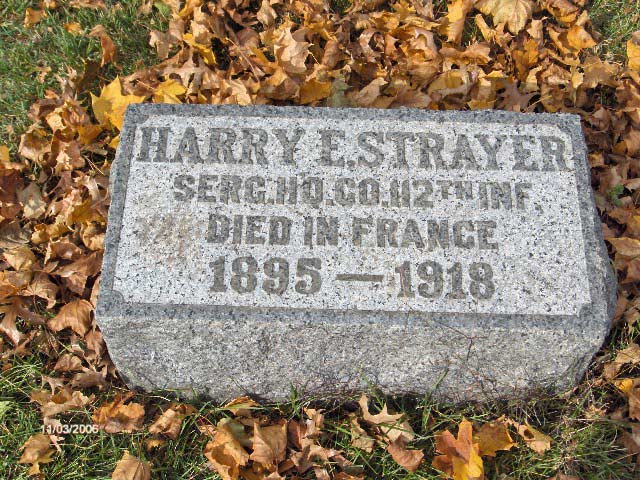 HARRY E. STRAYER
SERG. HQ. CO. 112TH INF.
DIED IN FRANCE
1895 — 1918
11/03/2006